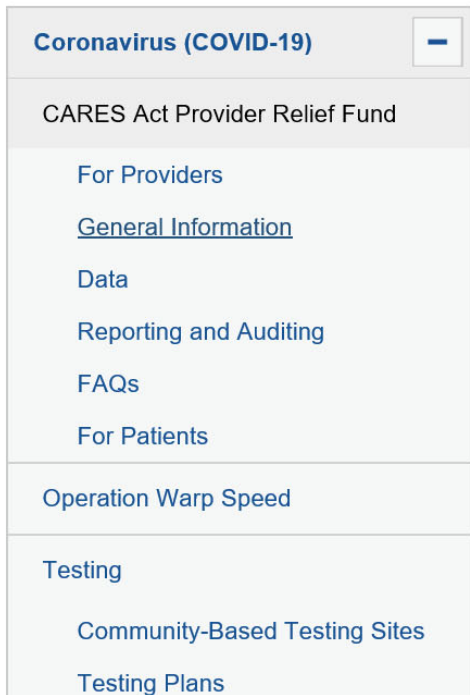 Coronavirus (COVID-19)
CARES Act Provider Relief Fund
For Providers
General Information
Data
Reporting and Auditing
FAQs
For Patients
Operation Warp Speed
Testing
Community-Based Testing Sites
Testing Plans